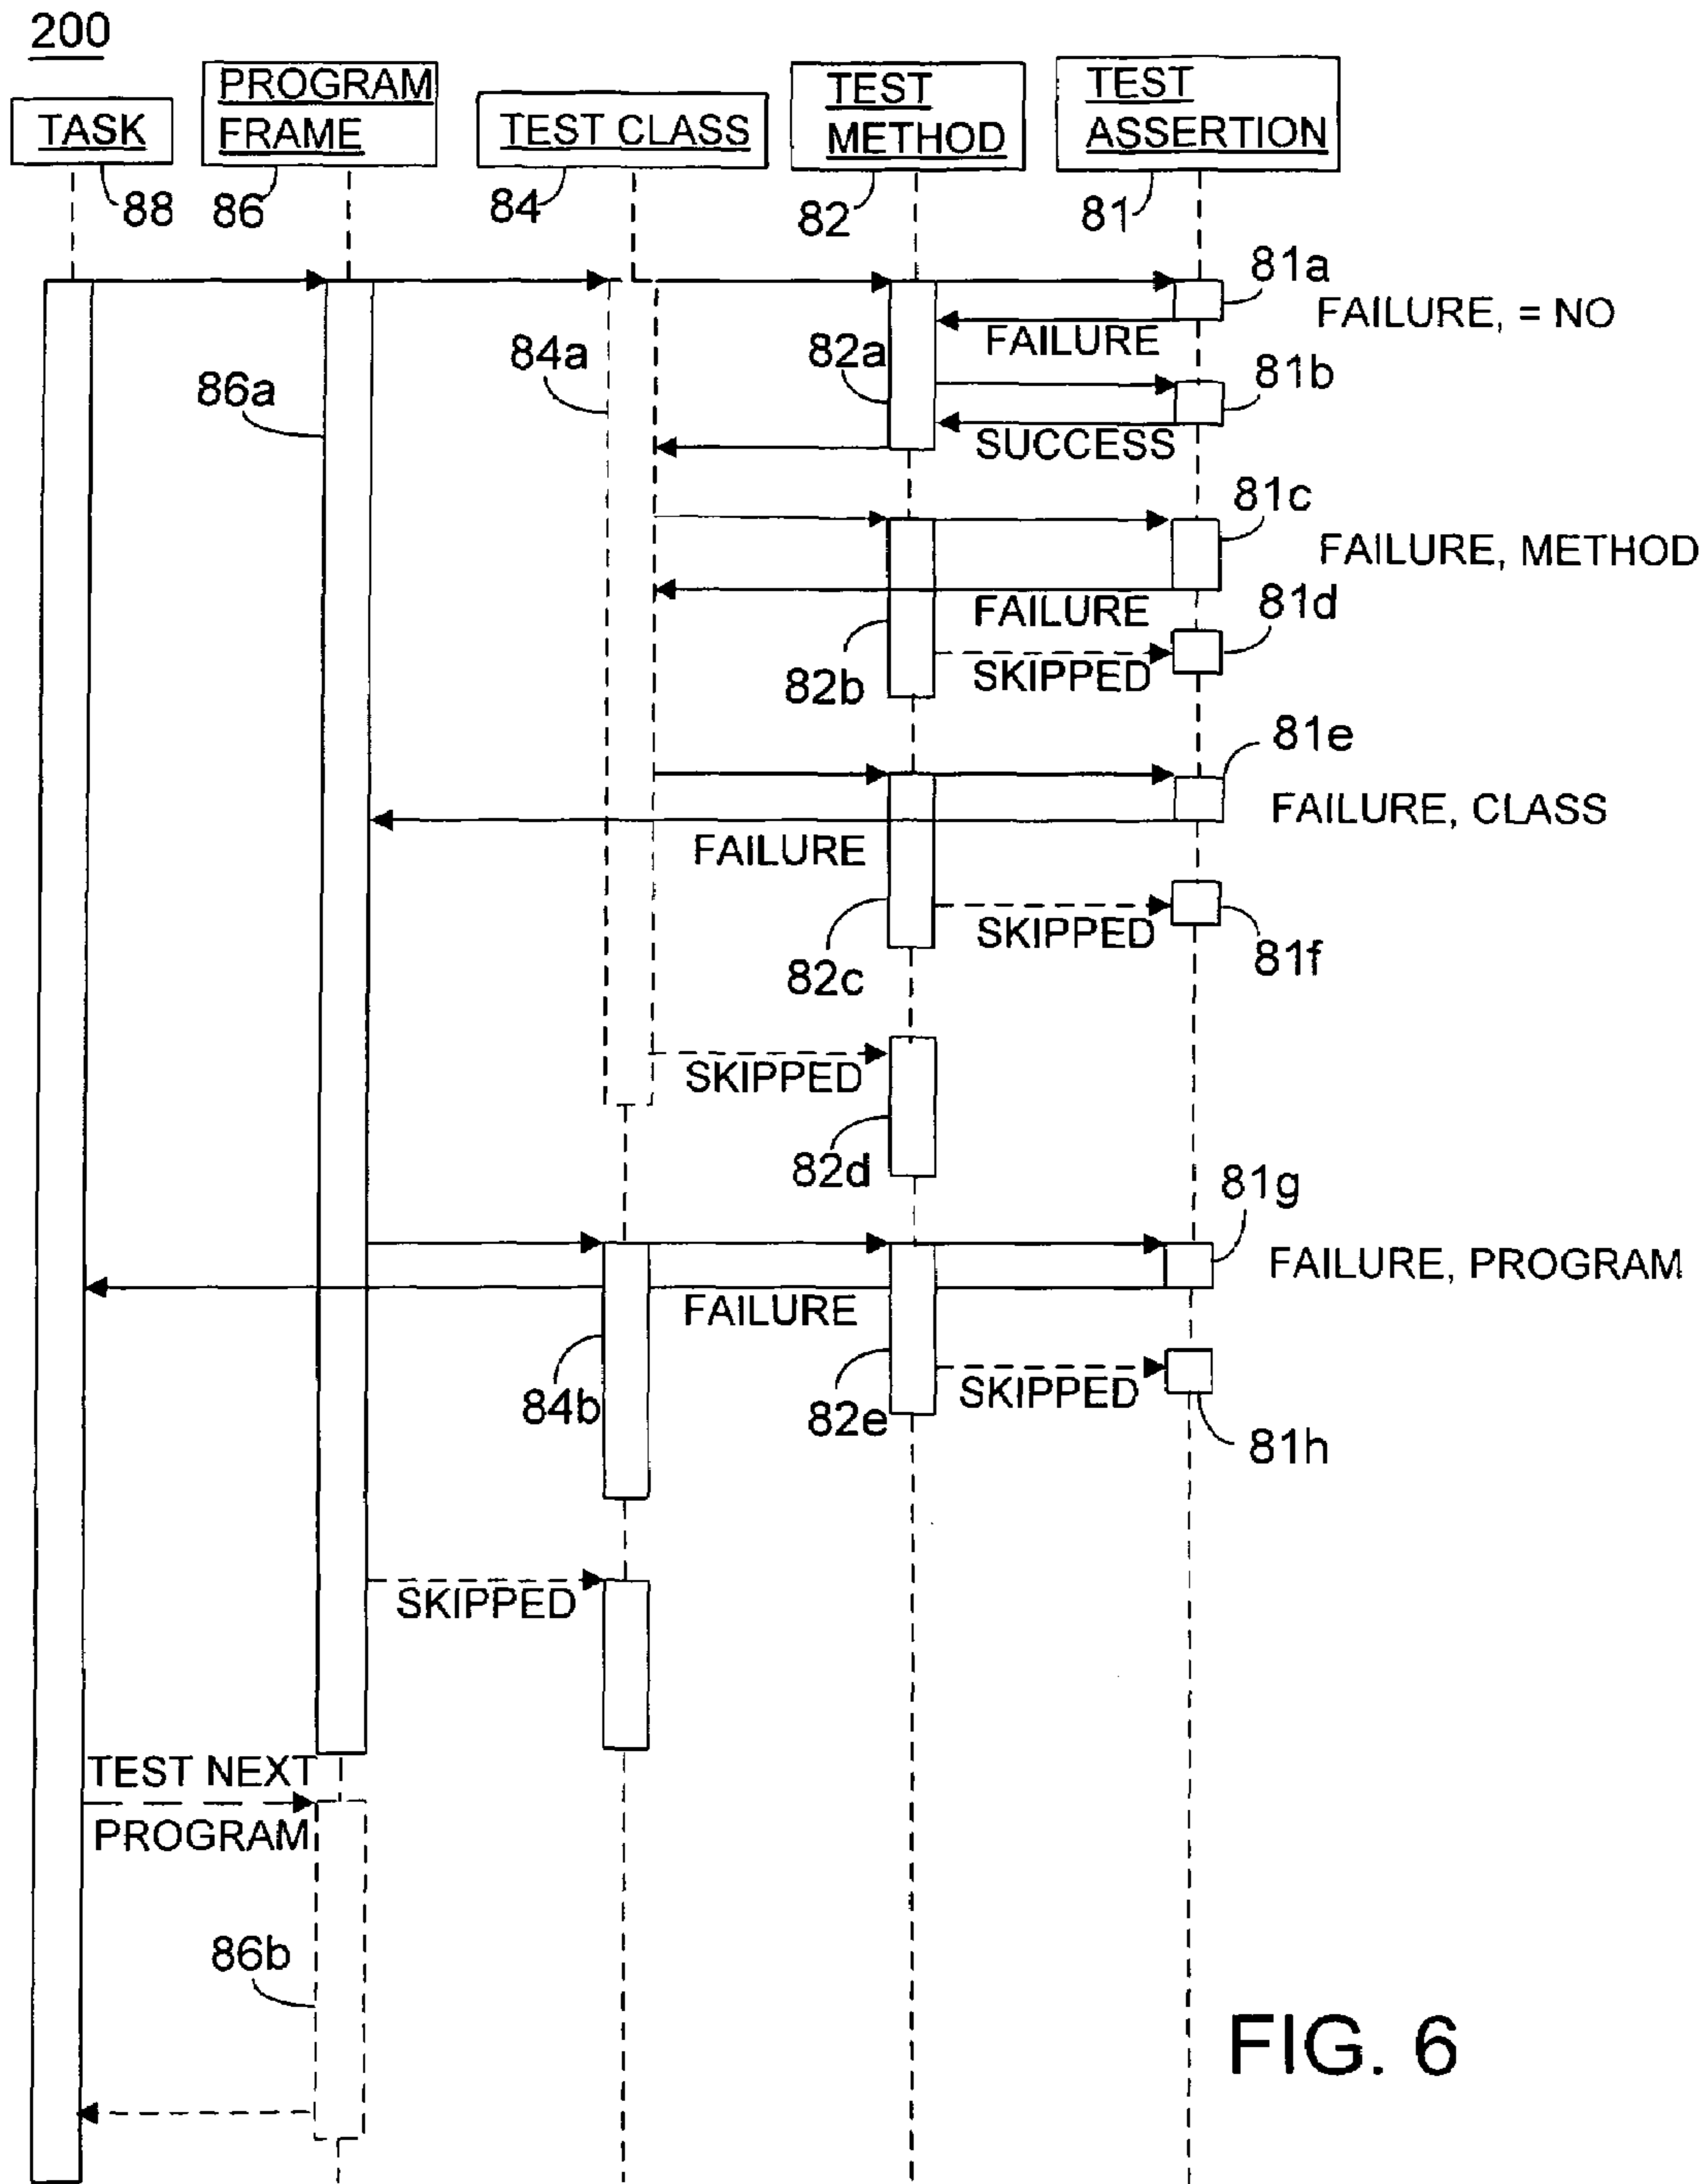 200
TASK
PROGRAM
FRAME
TEST CLASS
TEST
METHOD
TEST
ASSERTION
88
86
84
82
81
81a
FAILURE, = NO
FAILURE
84a
82a
81b
86a
SUCCESS
81c
FAILURE, METHOD
FAILURE
81d
82b
SKIPPED
81e
FAILURE, CLASS
FAILURE
SKIPPED
81f
82c
SKIPPED
82d
81g
FAILURE, PROGRAM
FAILURE
84b
82e
SKIPPED
81h
SKIPPED
TEST NEXT
PROGRAM
86b
FIG. 6